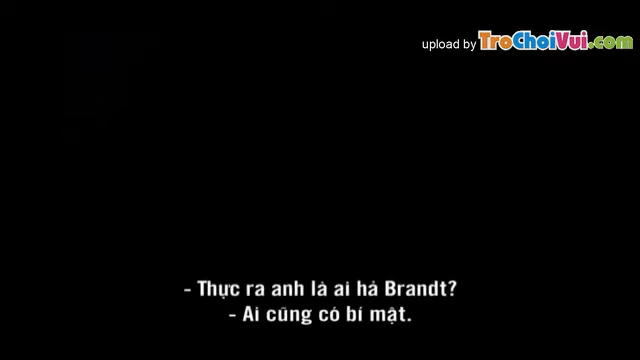 upload by TroChoiVui.com
- Thực ra anh là ai hả Brandt?
- Ai cũng có bí mật.